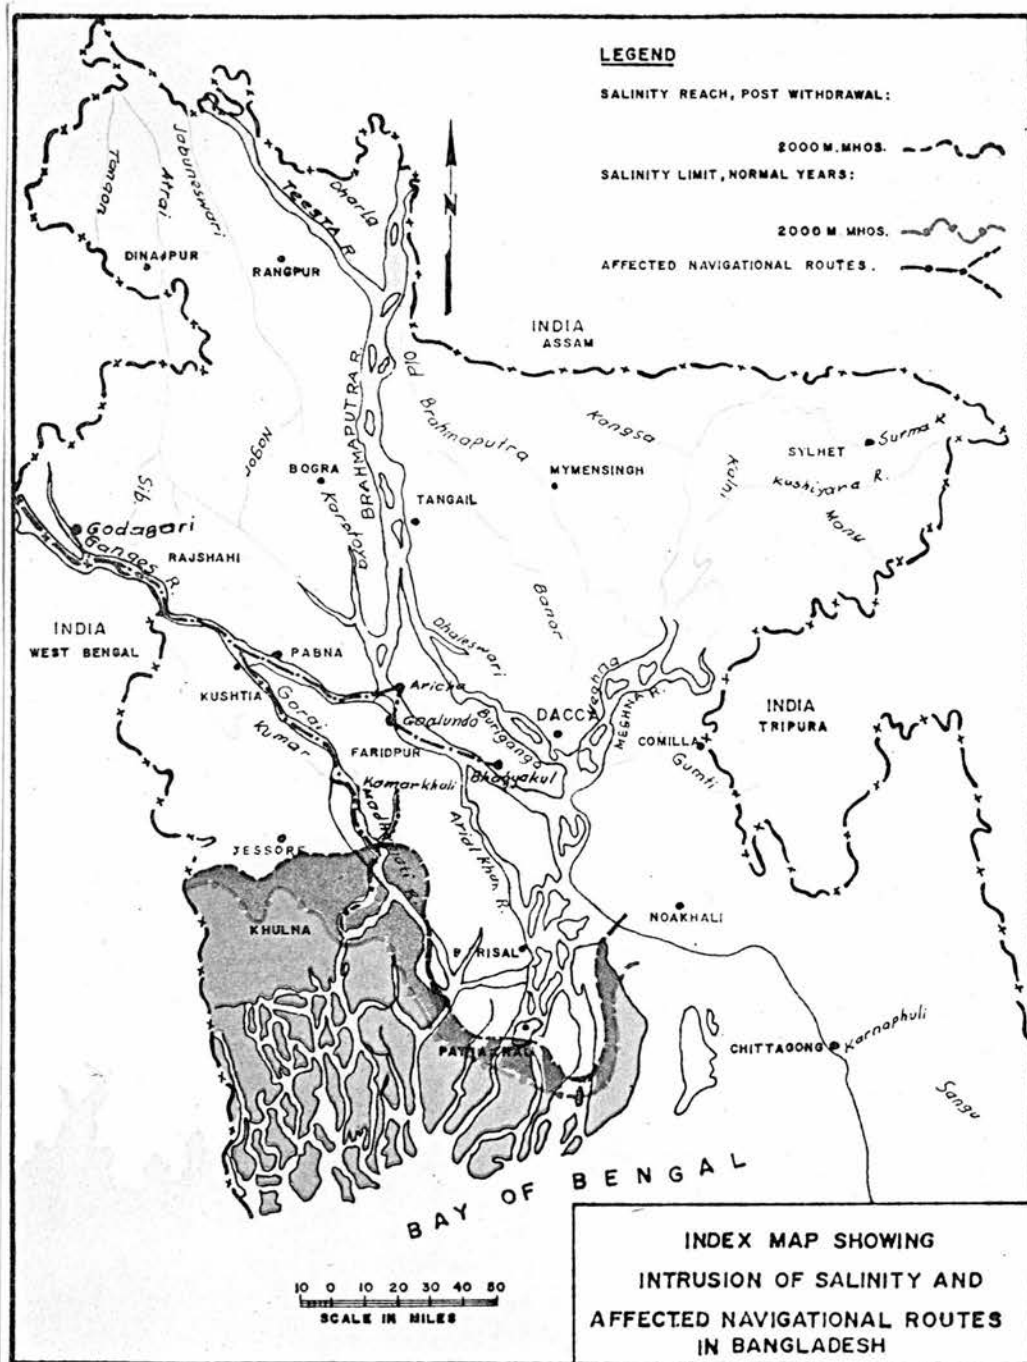 LEGEND
SALINITY REACH, POST WITHDRAWAL:
2000 M. MHOS.
SALINITY LIMIT, NORMAL YEARS:
2000 M. MHOS.
AFFECTED NAVIGATIONAL ROUTES.
N
Tangon
Atrai
Jabuneswari
Teesta R.
Dharla
DINAJPUR
RANGPUR
INDIA
ASSAM
BRAHMAPUTRA R.
Old
Brahmaputra
Kangsa
Nagor
Sib.
BOGRA
Karatoya
TANGAIL
MYMENSINGH
Kalni
SYLHET
Surma R
Kushiyara R.
Manu
Godagari
Ganges R.
RAJSHAHI
Banar
INDIA
WEST BENGAL
PABNA
Dhaleswari
Aricha
KUSHTIA
Gorai
Kumar
Goalundo
FARIDPUR
Buriganga
DACCA
Meghna
MEGHNA R.
INDIA
TRIPURA
COMILLA
Gumti
Bhagyakul
Kamarkhali
Arial Khan R.
JESSORE
KHULNA
NOAKHALI
CHITTAGONG
Karnaphuli
Sangu
BAY OF BENGAL
10 0 10 20 30 40 50
SCALE IN MILES
INDEX MAP SHOWING
INTRUSION OF SALINITY AND
AFFECTED NAVIGATIONAL ROUTES
IN BANGLADESH